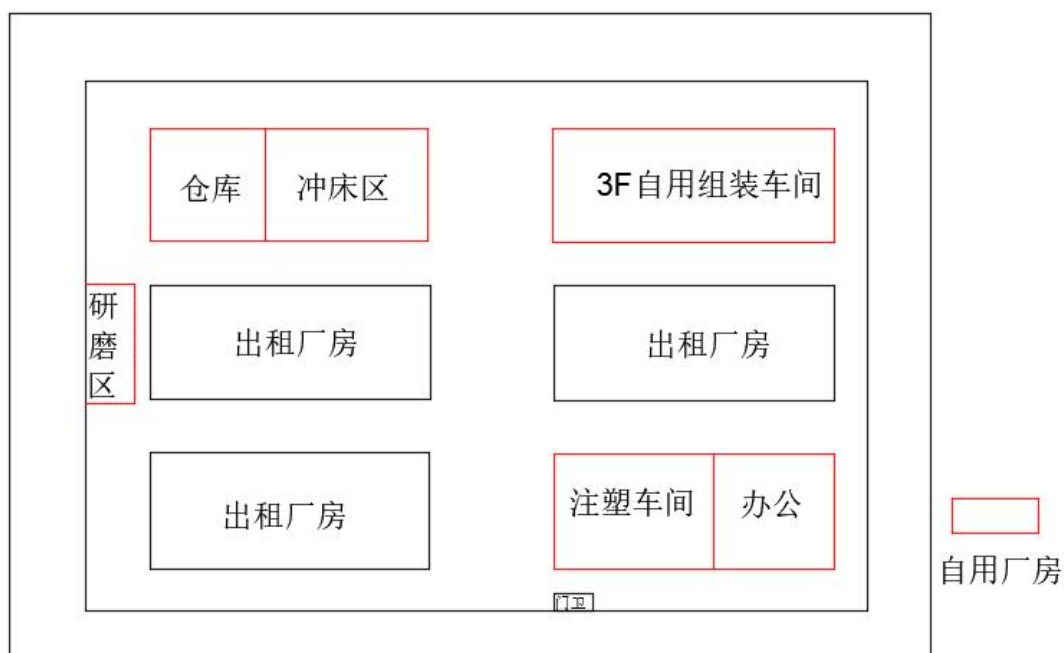 仓库
冲床区
3F自用组装车间
研磨区
出租厂房
出租厂房
出租厂房
注塑车间
办公
自用厂房
门卫